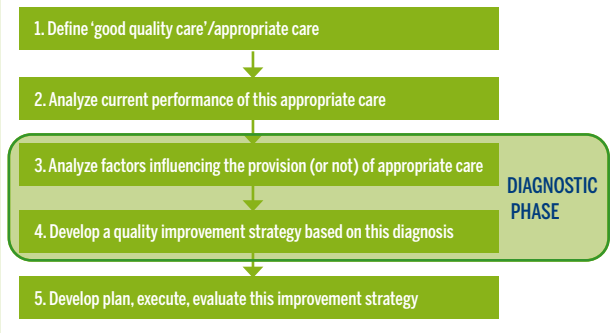 1. Define ‘good quality care’/appropriate care
2. Analyze current performance of this appropriate care
3. Analyze factors influencing the provision (or not) of appropriate care
DIAGNOSTIC
PHASE
4. Develop a quality improvement strategy based on this diagnosis
5. Develop plan, execute, evaluate this improvement strategy